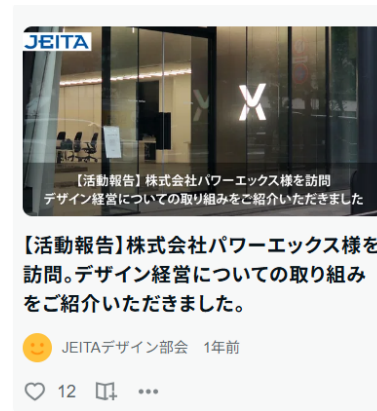 JEITA
【活動報告】株式会社パワーエックス様を訪問
デザイン経営についての取り組みをご紹介いただきました
【活動報告】株式会社パワーエックス様を
訪問。デザイン経営についての取り組み
をご紹介いただきました。
JEITAデザイン部会 1年前
12